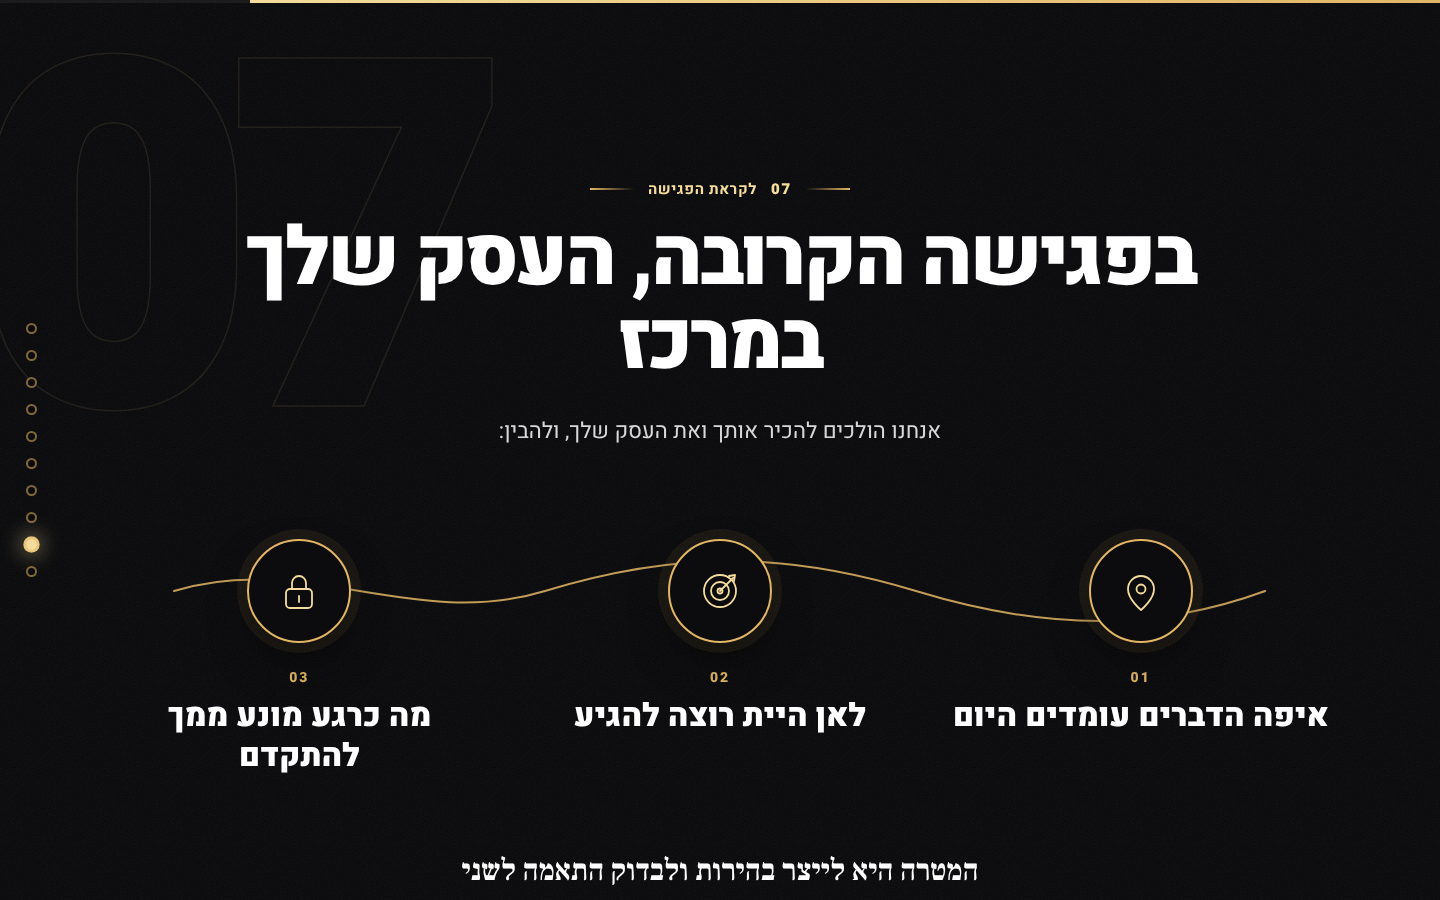 07
07 לקראת הפגישה
בפגישה הקרובה, העסק שלך
במרכז
אנחנו הולכים להכיר אותך ואת העסק שלך, ולהבין:
01
איפה הדברים עומדים היום
02
לאן היית רוצה להגיע
03
מה כרגע מונע ממך
להתקדם
המטרה היא לייצר בהירות ולבדוק התאמה לשני